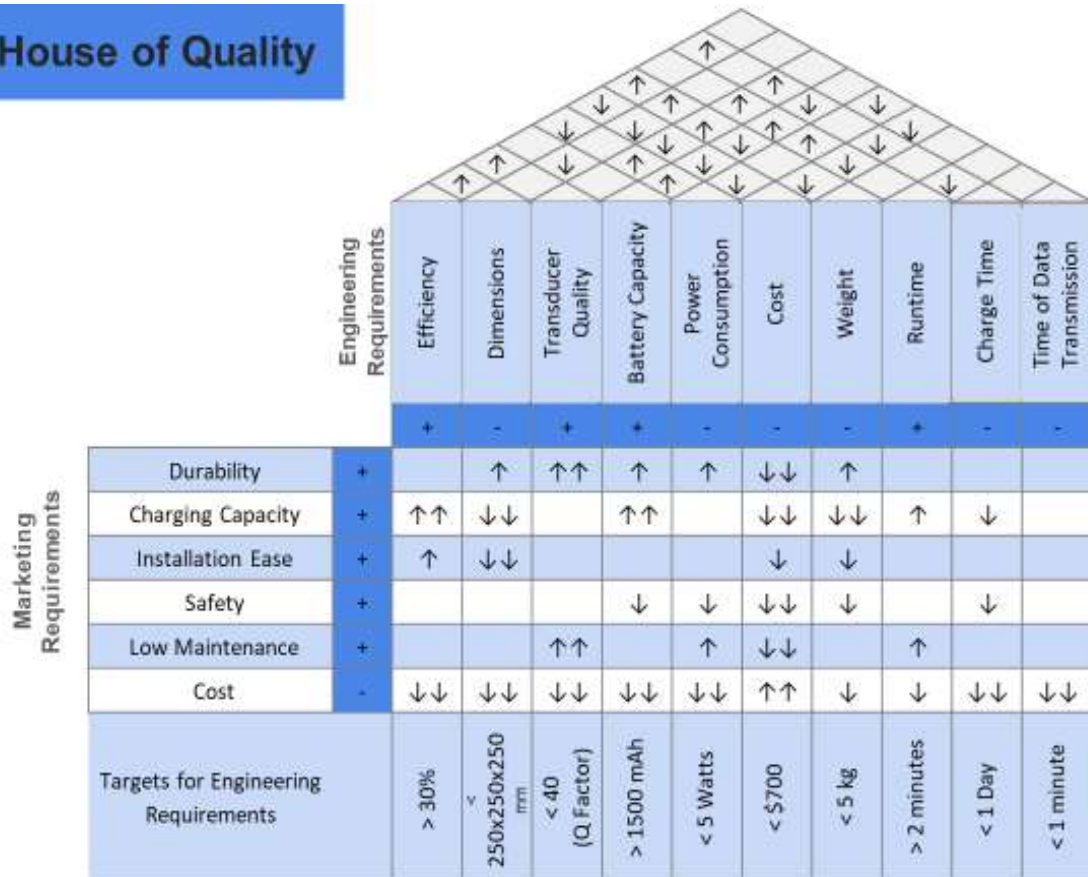 House of Quality
Engineering
Requirements
Efficiency
Dimensions
Transducer
Quality
Battery Capacity
Power
Consumption
Cost
Weight
Runtime
Charge Time
Time of Data
Transmission
+ - + + - - - + - -
Marketing
Requirements
Durability + ↑ ↑↑ ↑ ↑ ↓↓ ↑
Charging Capacity + ↑↑ ↓↓ ↑↑ ↓↓ ↓↓ ↑ ↓
Installation Ease + ↑ ↓↓ ↓ ↓
Safety + ↓ ↓ ↓↓ ↓ ↓
Low Maintenance + ↑↑ ↑ ↓↓ ↑
Cost - ↓↓ ↓↓ ↓↓ ↓↓ ↓↓ ↑↑ ↓ ↓ ↓↓ ↓↓
Targets for Engineering
Requirements
> 30%
<
250x250x250
mm
< 40
(Q Factor)
> 1500 mAh
< 5 Watts
< $700
< 5 kg
> 2 minutes
< 1 Day
< 1 minute